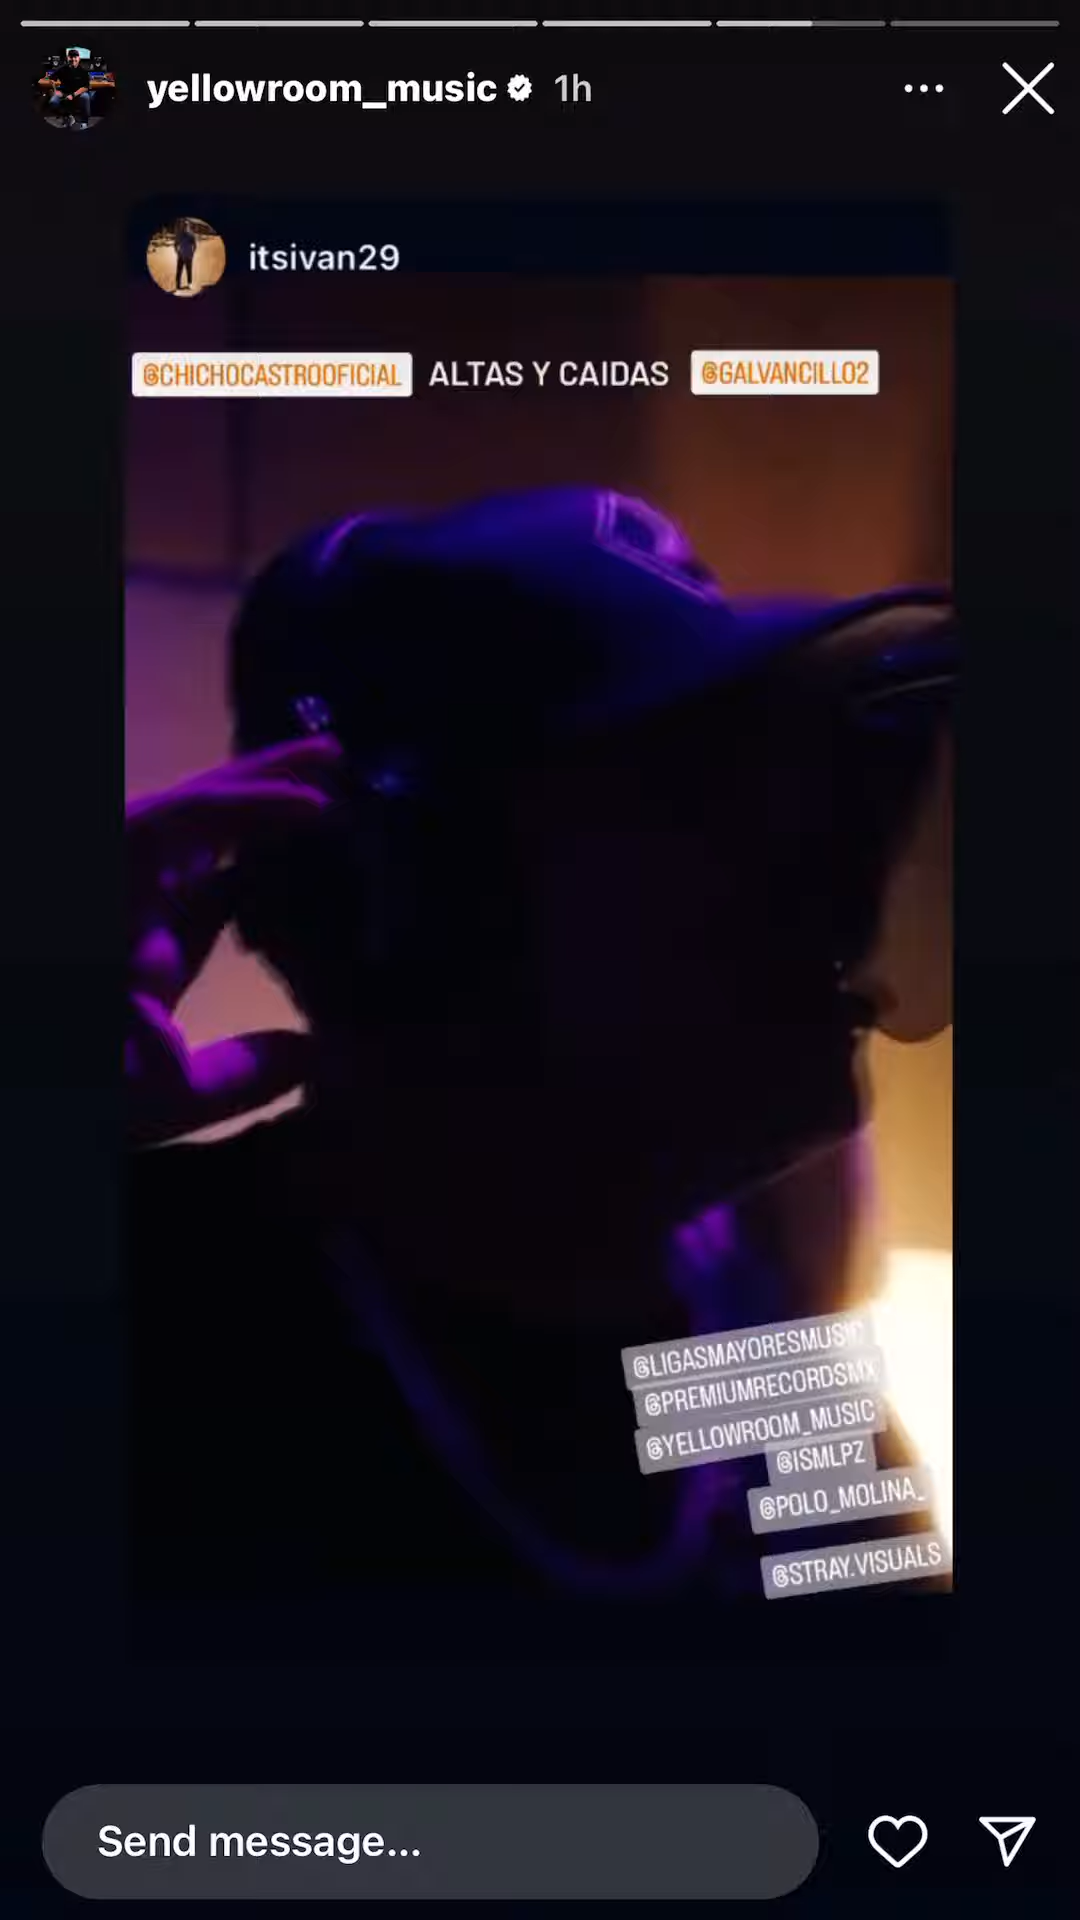 yellowroom_music 1h
itsivan29
@CHICHOCASTROOFICIAL ALTAS Y CAIDAS @GALVANCILLO2
@LIGASMAYORESMUSIC
@PREMIUMRECORDSMX
@YELLOWROOM_MUSIC
@ISMLPZ
@POLO_MOLINA_
@STRAY.VISUALS
Send message...